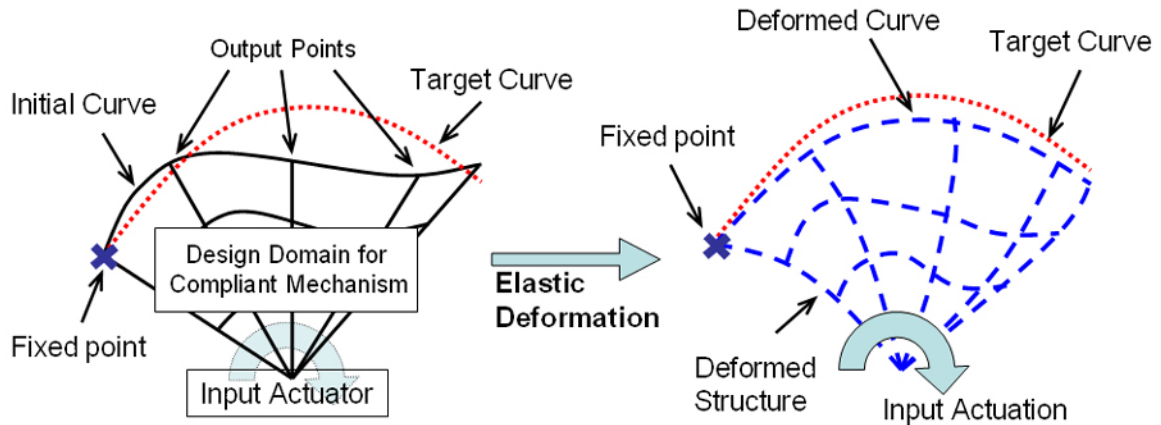 Output Points
Initial Curve
Target Curve
Design Domain for
Compliant Mechanism
Fixed point
Input Actuator
Elastic
Deformation
Deformed Curve
Target Curve
Fixed point
Deformed
Structure
Input Actuation